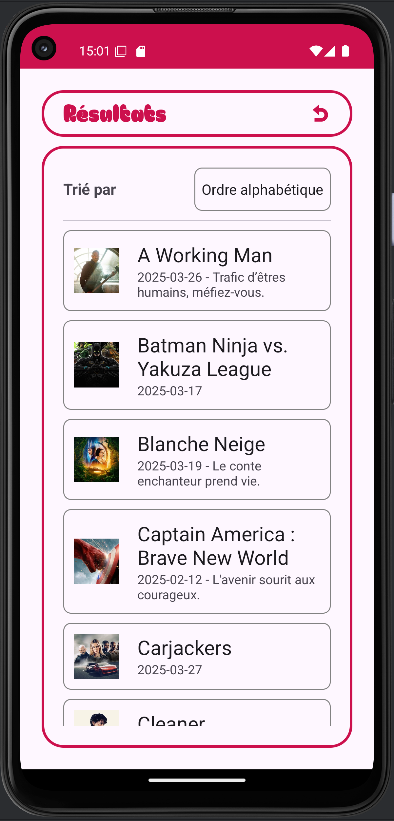 15:01
Résultats
Trié par
Ordre alphabétique
A Working Man
2025-03-26 - Trafic d’êtres
humains, méfiez-vous.
Batman Ninja vs.
Yakuza League
2025-03-17
Blanche Neige
2025-03-19 - Le conte
enchanteur prend vie.
Captain America :
Brave New World
2025-02-12 - L'avenir sourit aux
courageux.
Carjackers
2025-03-27
Cleaner